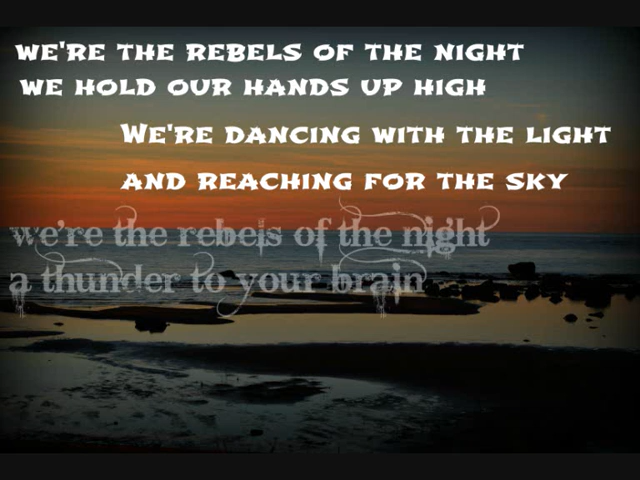 WE'RE THE REBELS OF THE NIGHT
WE HOLD OUR HANDS UP HIGH
WE'RE DANCING WITH THE LIGHT
AND REACHING FOR THE SKY
we're the rebels of the night
a thunder to your brain